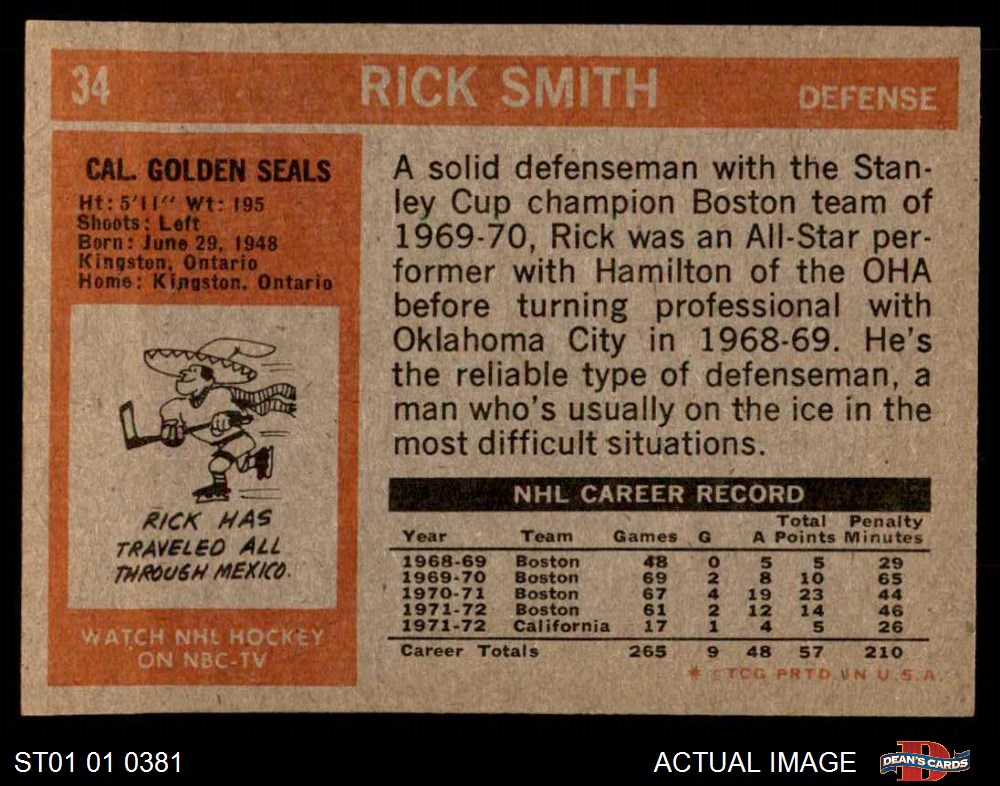 34 RICK SMITH DEFENSE
CAL. GOLDEN SEALS
Ht: 5'11" Wt: 195
Shoots: Left
Born: June 29, 1948
Kingston, Ontario
Home: Kingston, Ontario
RICK HAS
TRAVELED ALL
THROUGH MEXICO.
WATCH NHL HOCKEY
ON NBC-TV
A solid defenseman with the Stan-
ley Cup champion Boston team of
1969-70, Rick was an All-Star per-
former with Hamilton of the OHA
before turning professional with
Oklahoma City in 1968-69. He's
the reliable type of defenseman, a
man who's usually on the ice in the
most difficult situations.
NHL CAREER RECORD
Total Penalty
Year Team Games G A Points Minutes
1968-69 Boston 48 0 5 5 29
1969-70 Boston 69 2 8 10 65
1970-71 Boston 67 4 19 23 44
1971-72 Boston 61 2 12 14 46
1971-72 California 17 1 4 5 26
Career Totals 265 9 48 57 210
* © TCG PRTD. IN U.S.A.
ST01 01 0381 ACTUAL IMAGE DEAN'S CARDS